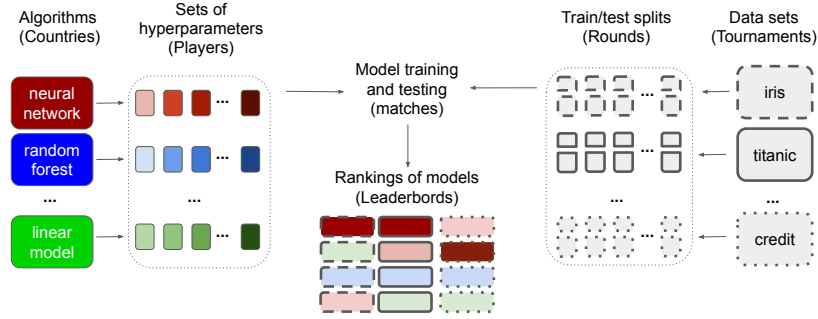 Algorithms
(Countries)
Sets of
hyperparameters
(Players)
Train/test splits
(Rounds)
Data sets
(Tournaments)
neural
network
...
Model training
and testing
(matches)
...
iris
random
forest
...
...
titanic
...
Rankings of models
(Leaderbords)
...
...
linear
model
...
...
credit